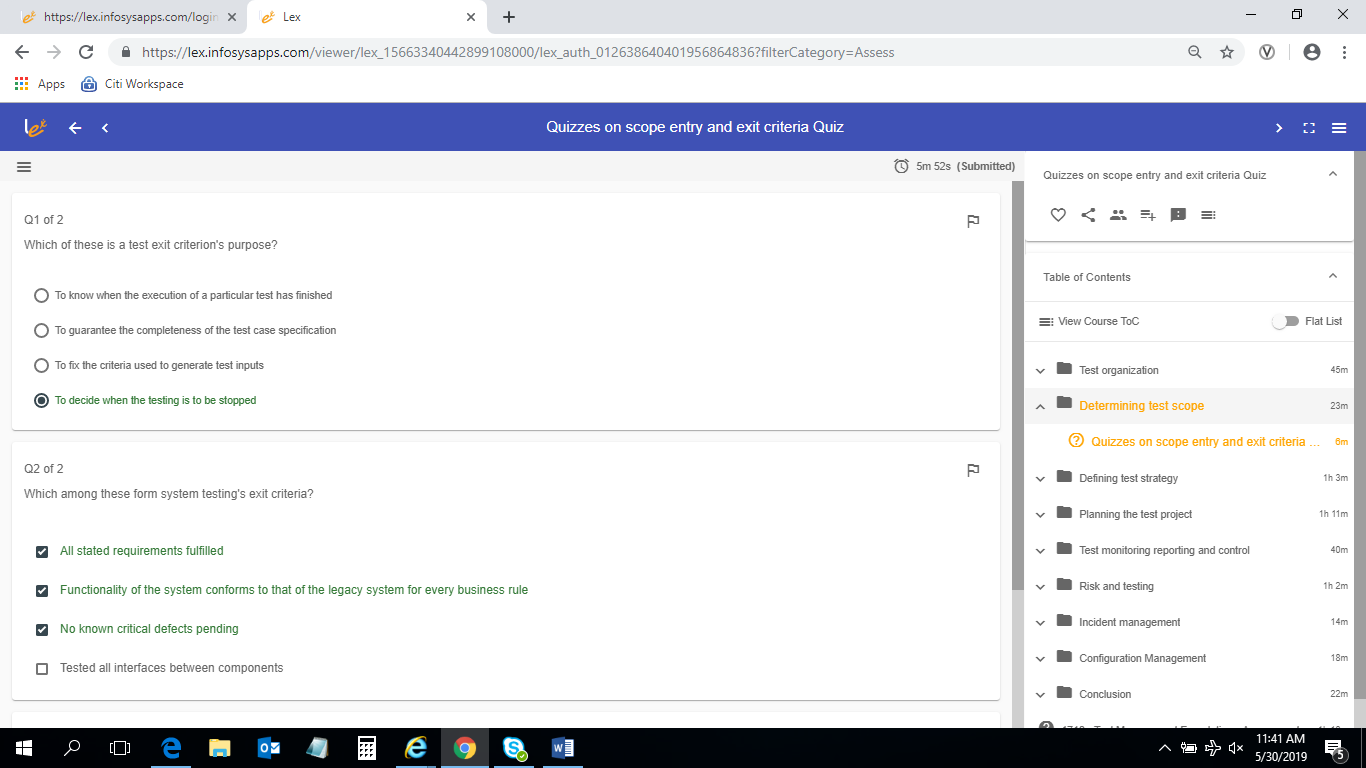 https://lex.infosysapps.com/login
Lex
https://lex.infosysapps.com/viewer/lex_15663340442899108000/lex_auth_012638640401956864836?filterCategory=Assess
Apps
Citi Workspace
lex
Quizzes on scope entry and exit criteria Quiz
5m 52s (Submitted)
Q1 of 2
Which of these is a test exit criterion's purpose?
To know when the execution of a particular test has finished
To guarantee the completeness of the test case specification
To fix the criteria used to generate test inputs
To decide when the testing is to be stopped
Q2 of 2
Which among these form system testing's exit criteria?
All stated requirements fulfilled
Functionality of the system conforms to that of the legacy system for every business rule
No known critical defects pending
Tested all interfaces between components
Quizzes on scope entry and exit criteria Quiz
Table of Contents
View Course ToC
Flat List
Test organization 45m
Determining test scope 23m
Quizzes on scope entry and exit criteria ... 6m
Defining test strategy 1h 3m
Planning the test project 1h 11m
Test monitoring reporting and control 40m
Risk and testing 1h 2m
Incident management 14m
Configuration Management 18m
Conclusion 22m
11:41 AM
5/30/2019
5